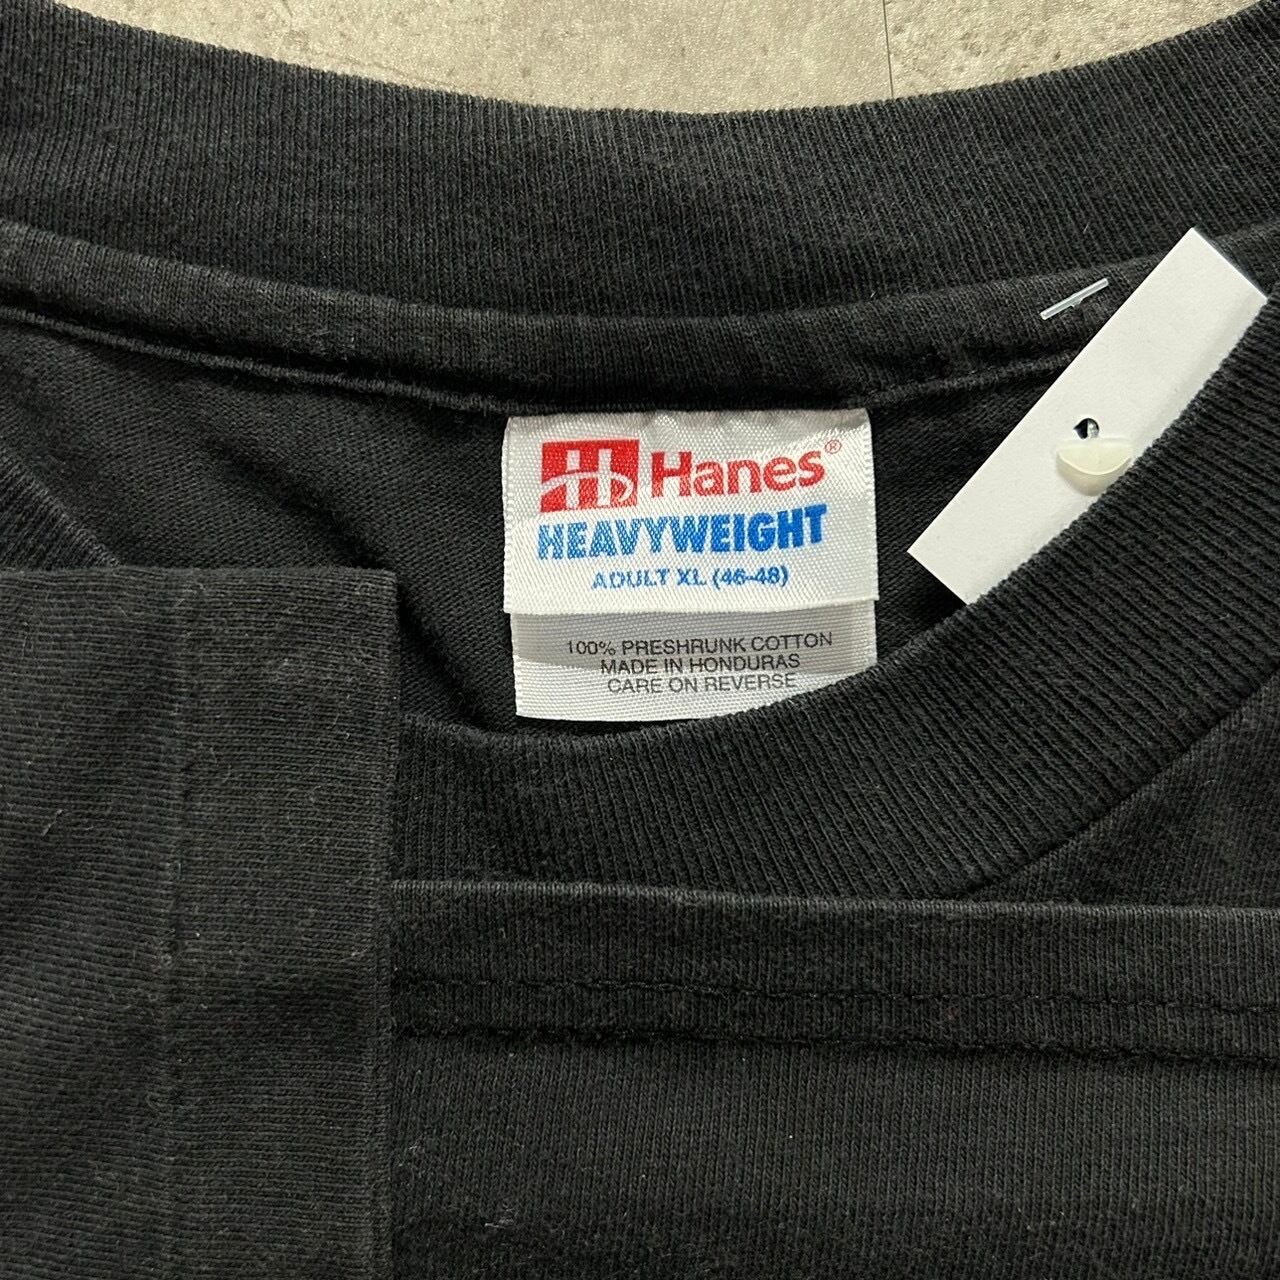 Hanes®
HEAVYWEIGHT
ADULT XL (46-48)
100% PRESHRUNK COTTON
MADE IN HONDURAS
CARE ON REVERSE